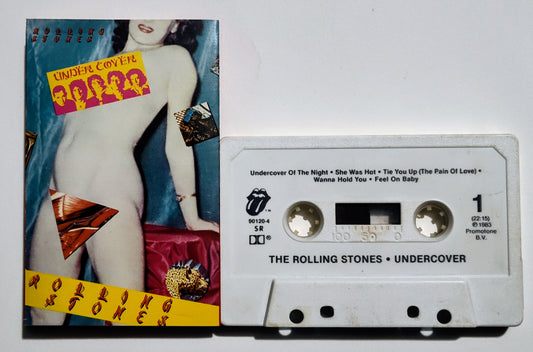 ROLLING
STONES
UNDERCOVER
ROLLING
STONES
Undercover Of The Night • She Was Hot • Tie You Up (The Pain Of Love) •
Wanna Hold You • Feel On Baby
90120-4
SR
1
(22:15)
℗ 1983
Promotone
B.V.
100 50 0
THE ROLLING STONES • UNDERCOVER